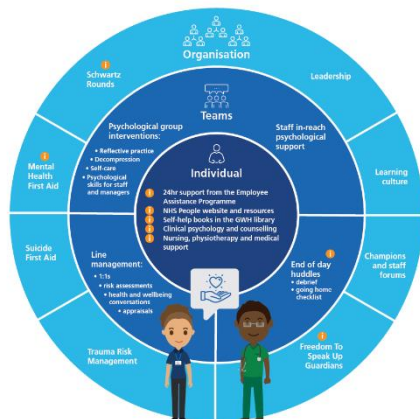 Organisation
Schwartz
Rounds
Leadership
Mental
Health
First Aid
Learning
culture
Suicide
First Aid
Champions
and staff
forums
Trauma Risk
Management
Freedom To
Speak Up
Guardians
Teams
Psychological group
interventions:
• Reflective practice
• Decompression
• Self-care
• Psychological
skills for staff
and managers
Staff in-reach
psychological
support
Line
management:
• 1:1s
• risk assessments
• health and wellbeing
conversations
• appraisals
End of day
huddles
• debrief
• going home
checklist
Individual
24hr support from the Employee
Assistance Programme
NHS People website and resources
Self-help books in the GWH library
Clinical psychology and counselling
Nursing, physiotherapy and medical
support